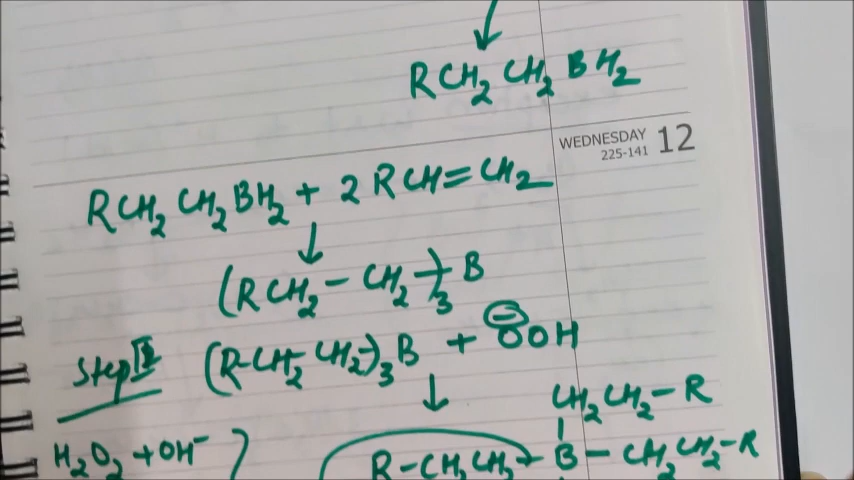 RCH₂CH₂BH₂
WEDNESDAY 12
225-141
RCH₂CH₂BH₂ + 2RCH=CH₂
(RCH₂-CH₂)₃B
Step II (R-CH₂CH₂)₃B + ⊖OOH
CH₂CH₂-R
H₂O₂+OH⁻
R-CH₂CH₂-B-CH₂CH₂-R